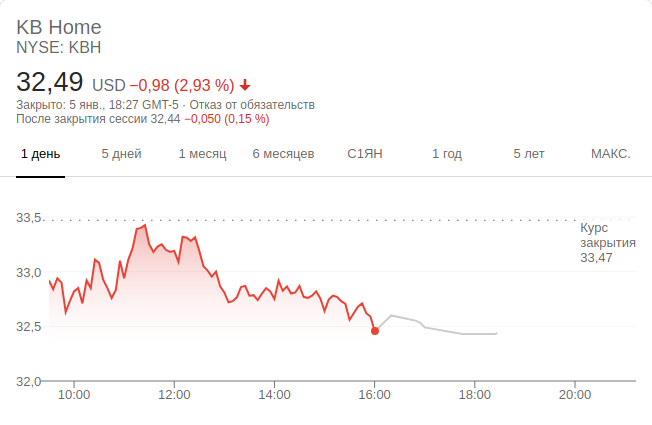 KB Home
NYSE: KBH
32,49 USD −0,98 (2,93 %)
Закрыто: 5 янв., 18:27 GMT-5 · Отказ от обязательств
После закрытия сессии 32,44 −0,050 (0,15 %)
1 день 5 дней 1 месяц 6 месяцев С1ЯН 1 год 5 лет МАКС.
33,5
Курс
закрытия
33,47
33,0
32,5
32,0
10:00 12:00 14:00 16:00 18:00 20:00